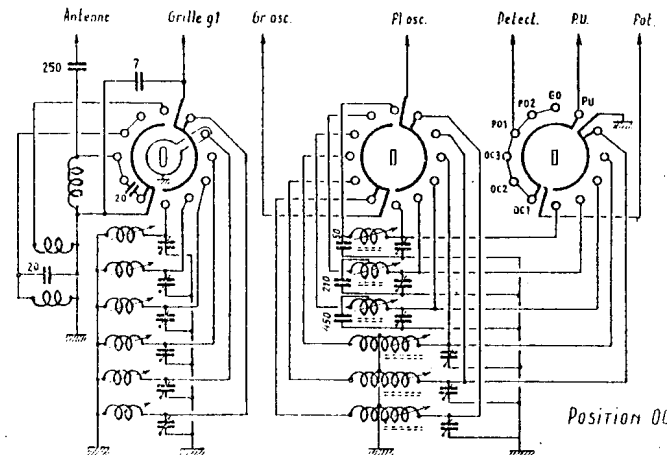 Antenne Grille g1 Gr osc. Pl osc. Detect. P.U. Pot.
250
7
GO
PO2
PU
PO1
OC3
OC2
OC1
20
20
50
210
450
Position